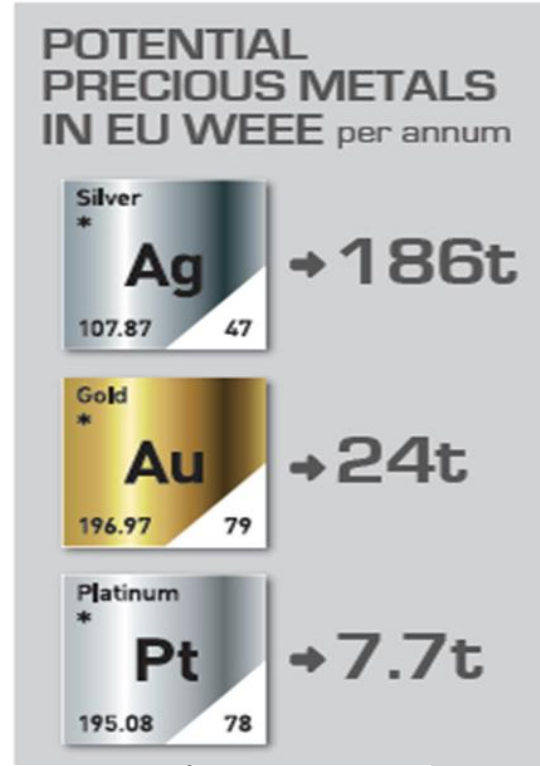 POTENTIAL
PRECIOUS METALS
IN EU WEEE per annum
Silver
*
Ag
107.87 47
➔ 186t
Gold
*
Au
196.97 79
➔ 24t
Platinum
*
Pt
195.08 78
➔ 7.7t